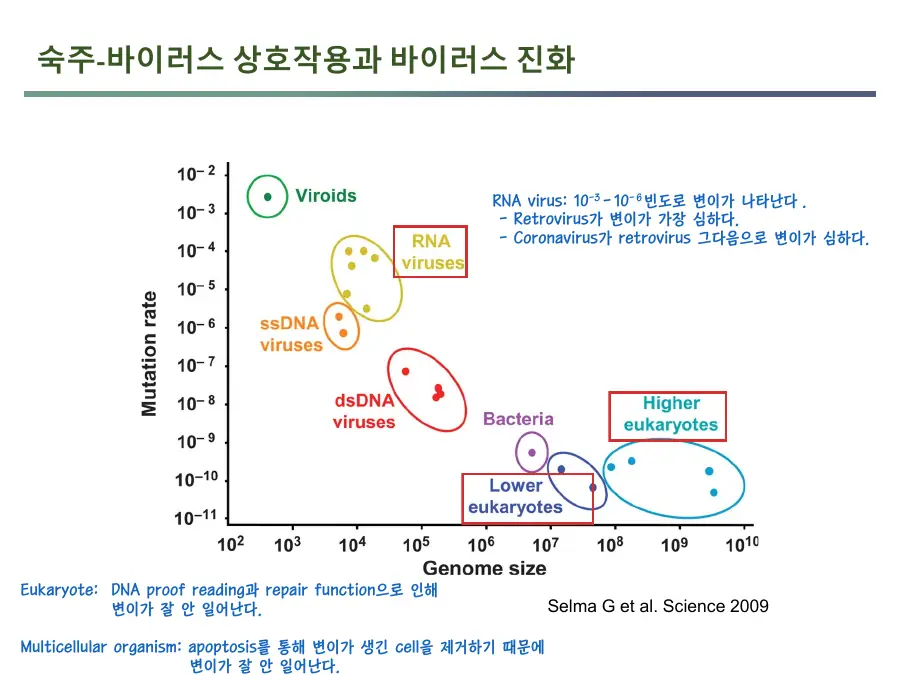 숙주-바이러스 상호작용과 바이러스 진화
RNA virus: 10⁻³ - 10⁻⁶ 빈도로 변이가 나타난다.
- Retrovirus가 변이가 가장 심하다.
- Coronavirus가 retrovirus 그다음으로 변이가 심하다.
Mutation rate
10⁻²
10⁻³
10⁻⁴
10⁻⁵
10⁻⁶
10⁻⁷
10⁻⁸
10⁻⁹
10⁻¹⁰
10⁻¹¹
Viroids
RNA
viruses
ssDNA
viruses
dsDNA
viruses
Bacteria
Lower
eukaryotes
Higher
eukaryotes
10² 10³ 10⁴ 10⁵ 10⁶ 10⁷ 10⁸ 10⁹ 10¹⁰
Genome size
Eukaryote: DNA proof reading과 repair function으로 인해
변이가 잘 안 일어난다.
Selma G et al. Science 2009
Multicellular organism: apoptosis를 통해 변이가 생긴 cell을 제거하기 때문에
변이가 잘 안 일어난다.